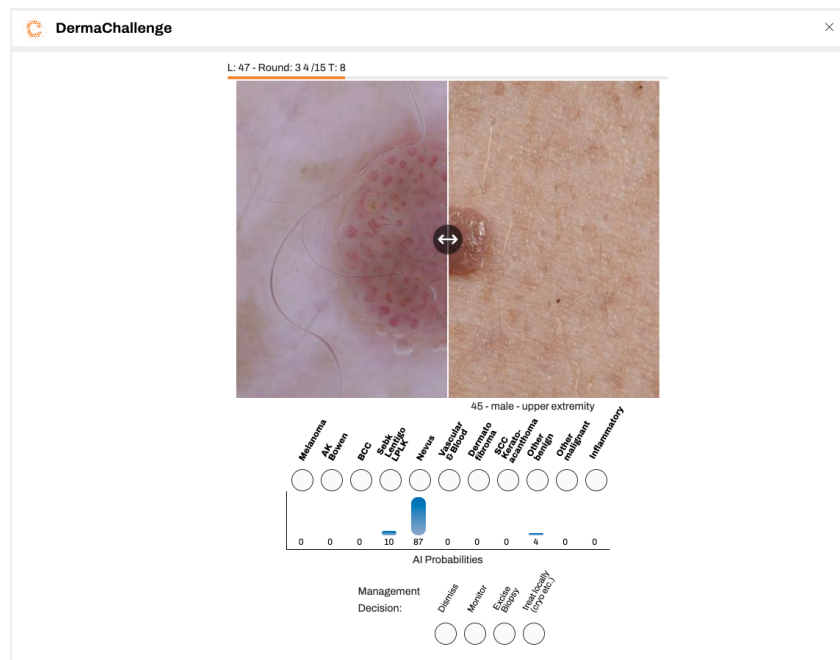 DermaChallenge
L: 47 - Round: 3 4 /15 T: 8
45 - male - upper extremity
Melanoma
AK
Bowen
BCC
Sebk
Lentigo
LPLK
Nevus
Vascular
& Blood
Dermato
fibroma
SCC
Kerato-
acanthoma
Other
benign
Other
malignant
Inflammatory
0 0 0 10 87 0 0 0 4 0 0
AI Probabilities
Management
Decision:
Dismiss
Monitor
Excise
Biopsy
treat locally
(cryo etc.)